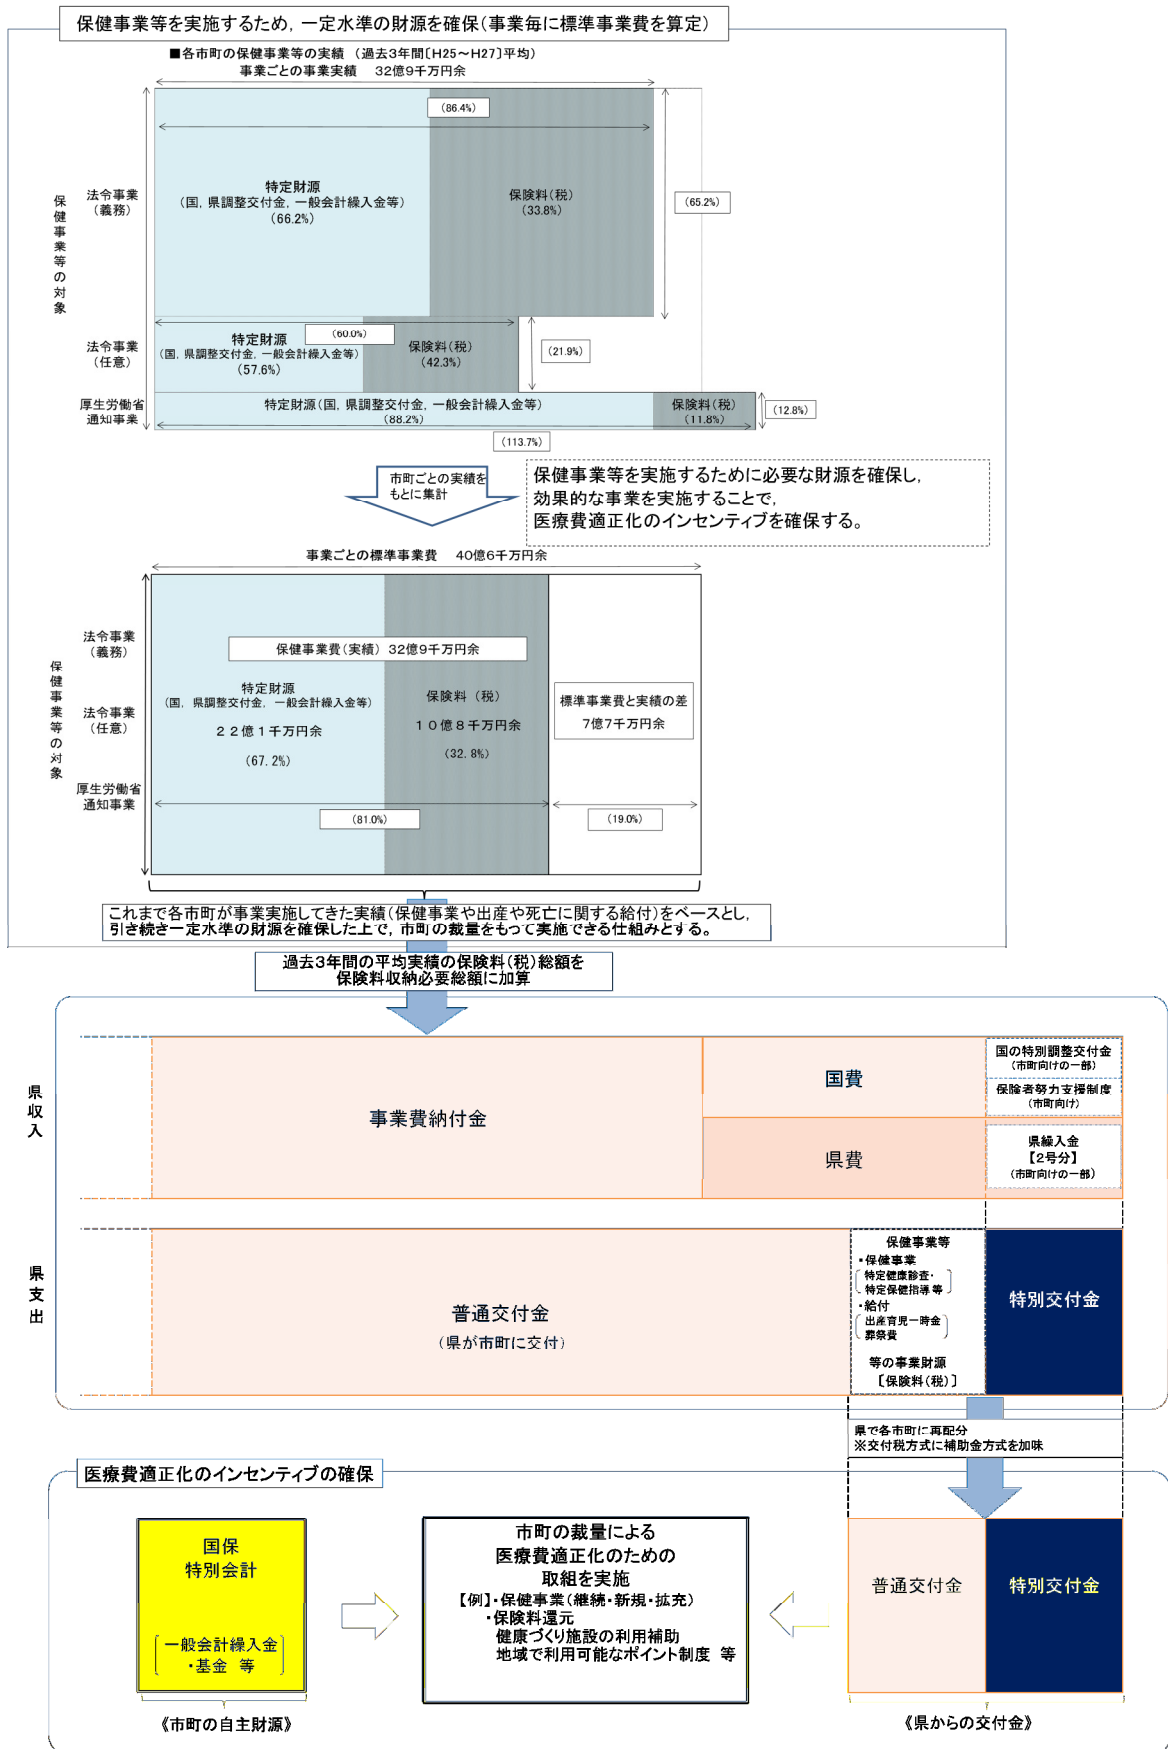 保健事業等を実施するため，一定水準の財源を確保（事業毎に標準事業費を算定）
■各市町の保健事業等の実績　（過去3年間〔H25～H27〕平均）
事業ごとの事業実績　32億9千万円余
（86.4%）
保健事業等の対象
法令事業
（義務）
特定財源
（国，県調整交付金，一般会計繰入金等）
（66.2%）
保険料（税）
（33.8%）
（65.2%）
法令事業
（任意）
（60.0%）
特定財源
（国，県調整交付金，一般会計繰入金等）
（57.6%）
保険料（税）
（42.3%）
（21.9%）
厚生労働省
通知事業
特定財源（国，県調整交付金，一般会計繰入金等）
（88.2%）
保険料（税）
（11.8%）
（12.8%）
（113.7%）
市町ごとの実績を
もとに集計
保健事業等を実施するために必要な財源を確保し，
効果的な事業を実施することで，
医療費適正化のインセンティブを確保する。
事業ごとの標準事業費　40億6千万円余
保健事業等の対象
法令事業
（義務）
法令事業
（任意）
厚生労働省
通知事業
保健事業費（実績）　32億9千万円余
特定財源
（国，県調整交付金，一般会計繰入金等）
22億1千万円余
（67.2%）
保険料（税）
10億8千万円余
（32.8%）
標準事業費と実績の差
7億7千万円余
（81.0%）
（19.0%）
これまで各市町が事業実施してきた実績（保健事業や出産や死亡に関する給付）をベースとし，
引き続き一定水準の財源を確保した上で，市町の裁量をもって実施できる仕組みとする。
過去3年間の平均実績の保険料（税）総額を
保険料収納必要総額に加算
県収入
事業費納付金
国費
県費
国の特別調整交付金
（市町向けの一部）
保険者努力支援制度
（市町向け）
県繰入金
【2号分】
（市町向けの一部）
県支出
普通交付金
（県が市町に交付）
保健事業等
・保健事業
特定健康診査・
特定保健指導等
・給付
出産育児一時金
葬祭費
等の事業財源
［保険料（税）］
特別交付金
県で各市町に再配分
※交付税方式に補助金方式を加味
医療費適正化のインセンティブの確保
国保
特別会計
一般会計繰入金
・基金　等
《市町の自主財源》
市町の裁量による
医療費適正化のための
取組を実施
【例】・保健事業（継続・新規・拡充）
・保険料還元
健康づくり施設の利用補助
地域で利用可能なポイント制度　等
普通交付金
特別交付金
《県からの交付金》